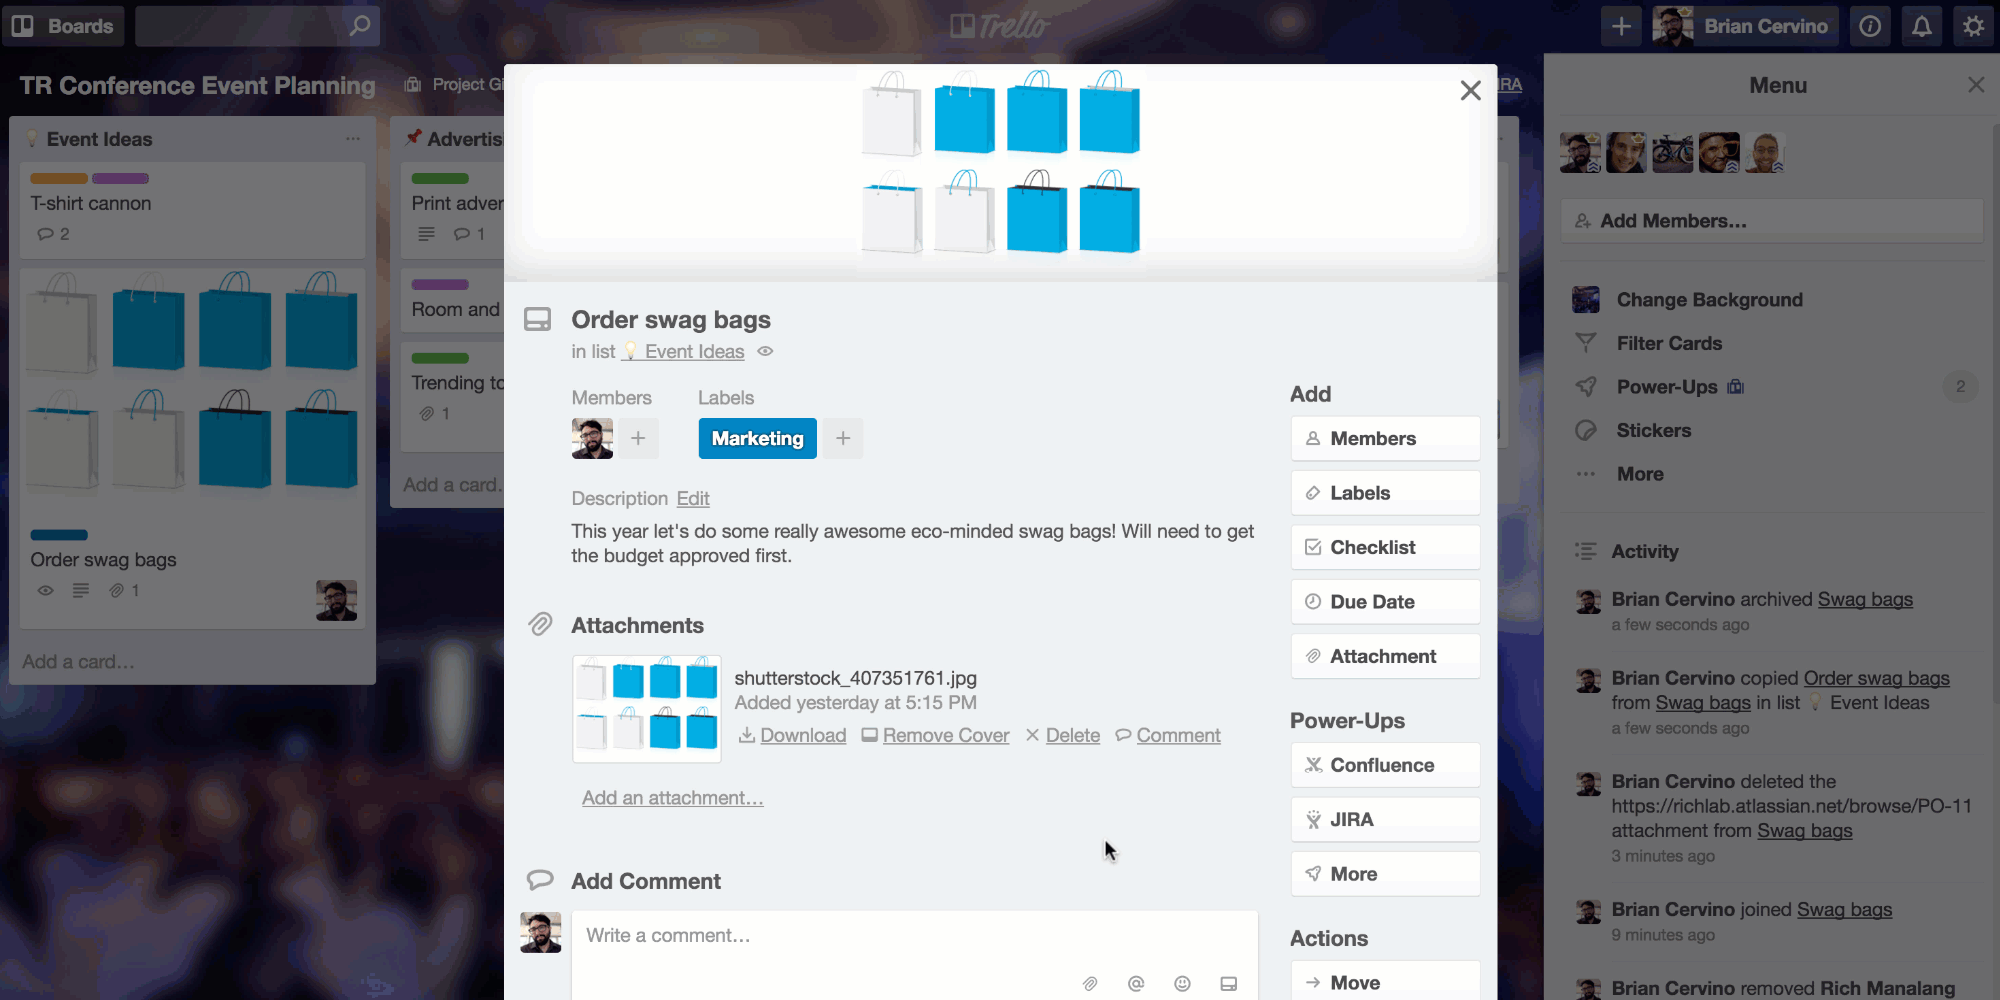 Boards
Trello
Brian Cervino
TR Conference Event Planning
Project
Event Ideas
T-shirt cannon
2
Order swag bags
1
Add a card...
Print
1
Room and
Trending
1
Add a card...
Order swag bags
in list Event Ideas
Members
Labels
Marketing
Description Edit
This year let's do some really awesome eco-minded swag bags! Will need to get
the budget approved first.
Attachments
shutterstock_407351761.jpg
Added yesterday at 5:15 PM
Download Remove Cover Delete Comment
Add an attachment...
Add Comment
Write a comment...
Add
Members
Labels
Checklist
Due Date
Attachment
Power-Ups
Confluence
JIRA
More
Actions
Move
Menu
Add Members...
Change Background
Filter Cards
Power-Ups 2
Stickers
More
Activity
Brian Cervino archived Swag bags
a few seconds ago
Brian Cervino copied Order swag bags
from Swag bags in list Event Ideas
a few seconds ago
Brian Cervino deleted the
https://richlab.atlassian.net/browse/PO-11
attachment from Swag bags
3 minutes ago
Brian Cervino joined Swag bags
9 minutes ago
Brian Cervino removed Rich Manalang